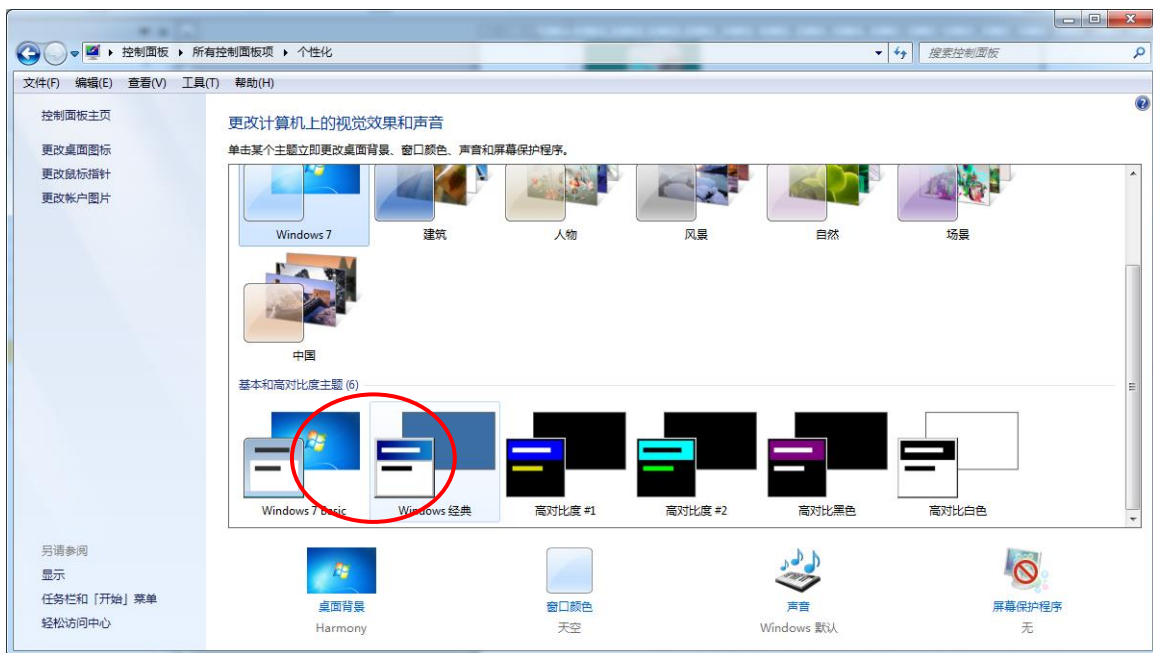 控制面板 ▸ 所有控制面板项 ▸ 个性化
搜索控制面板
文件(F) 编辑(E) 查看(V) 工具(T) 帮助(H)
控制面板主页
更改桌面图标
更改鼠标指针
更改帐户图片
更改计算机上的视觉效果和声音
单击某个主题立即更改桌面背景、窗口颜色、声音和屏幕保护程序。
Windows 7 建筑 人物 风景 自然 场景
中国
基本和高对比度主题 (6)
Windows 7 Basic Windows 经典 高对比度 #1 高对比度 #2 高对比黑色 高对比白色
另请参阅
显示
任务栏和「开始」菜单
轻松访问中心
桌面背景 窗口颜色 声音 屏幕保护程序
Harmony 天空 Windows 默认 无